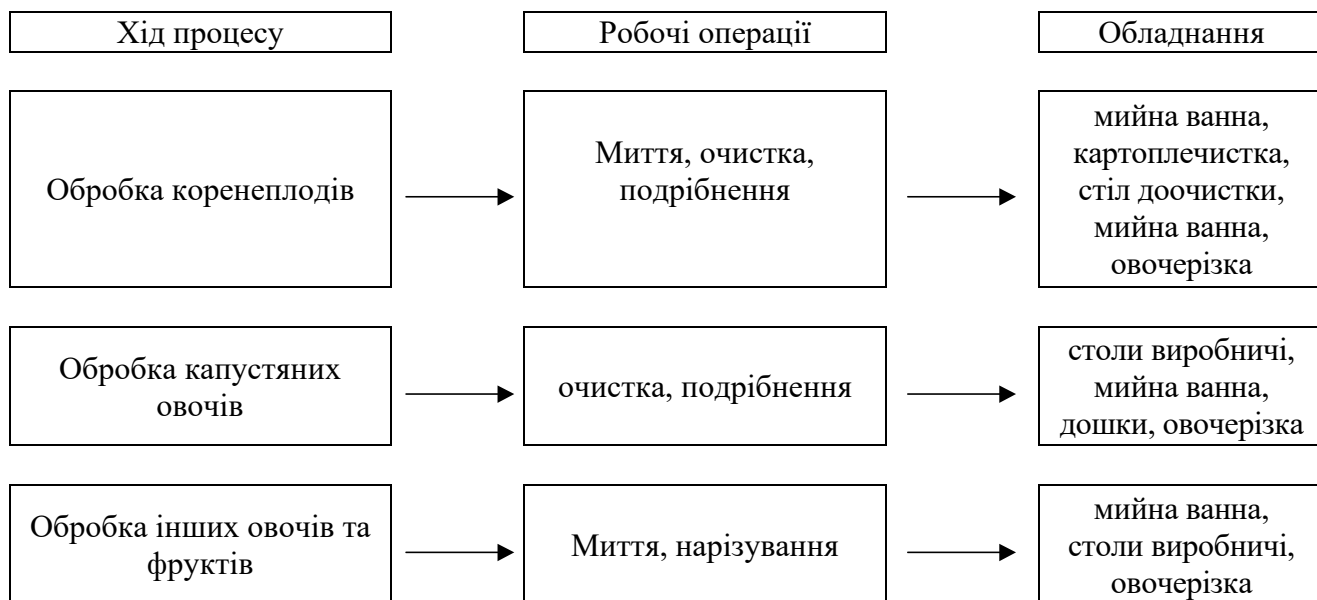 Хід процесу
Робочі операції
Обладнання
Обробка коренеплодів
Миття, очистка,
подрібнення
мийна ванна,
картоплечистка,
стіл доочистки,
мийна ванна,
овочерізка
Обробка капустяних
овочів
очистка, подрібнення
столи виробничі,
мийна ванна,
дошки, овочерізка
Обробка інших овочів та
фруктів
Миття, нарізування
мийна ванна,
столи виробничі,
овочерізка